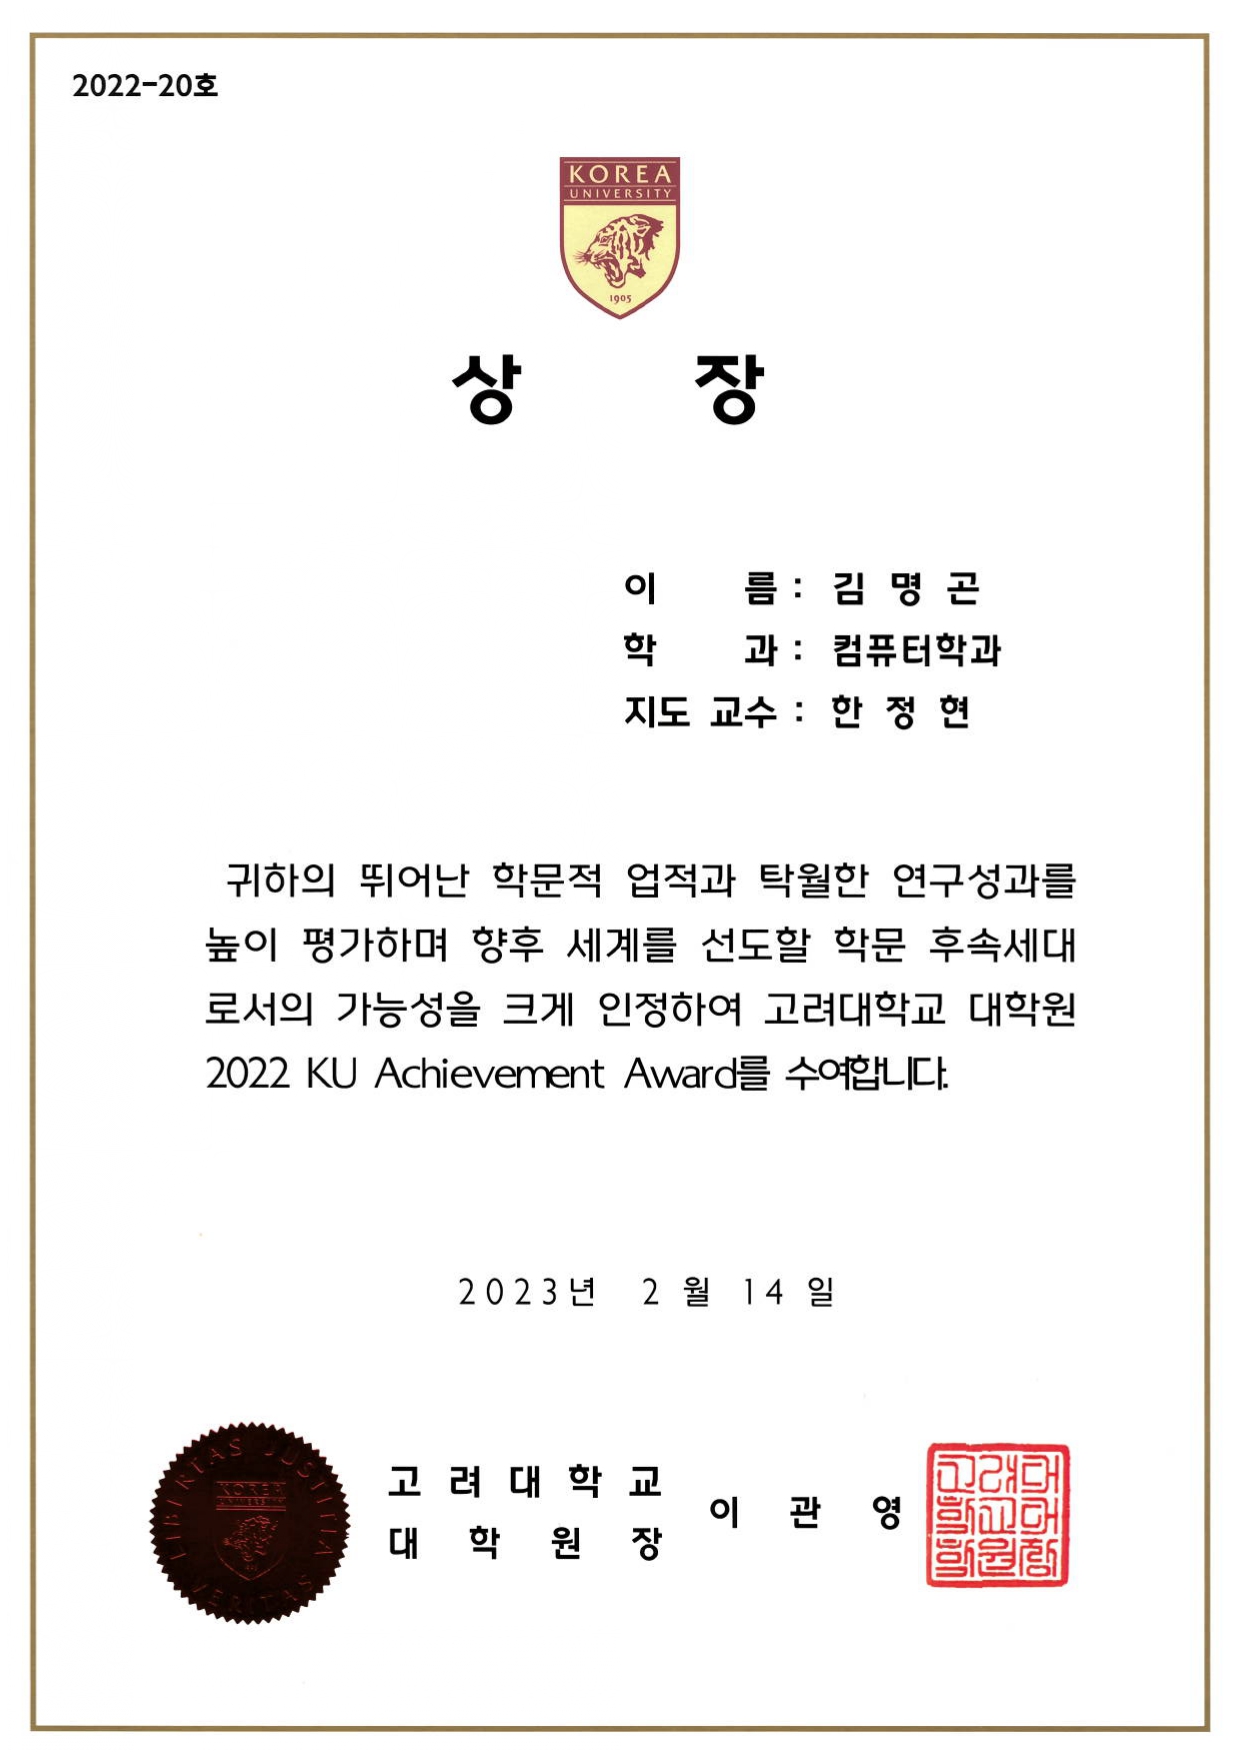 2022-20호
KOREA
UNIVERSITY
1905
상 장
이 름 : 김 명 곤
학 과 : 컴퓨터학과
지도 교수 : 한 정 현
귀하의 뛰어난 학문적 업적과 탁월한 연구성과를
높이 평가하며 향후 세계를 선도할 학문 후속세대
로서의 가능성을 크게 인정하여 고려대학교 대학원
2022 KU Achievement Award를 수여합니다.
2023년 2 월 14 일
LIBERTAS JUSTITIA VERITAS
KOREA
UNIVERSITY
고 려 대 학 교
대 학 원 장
이 관 영
고려대
학교대
학원장